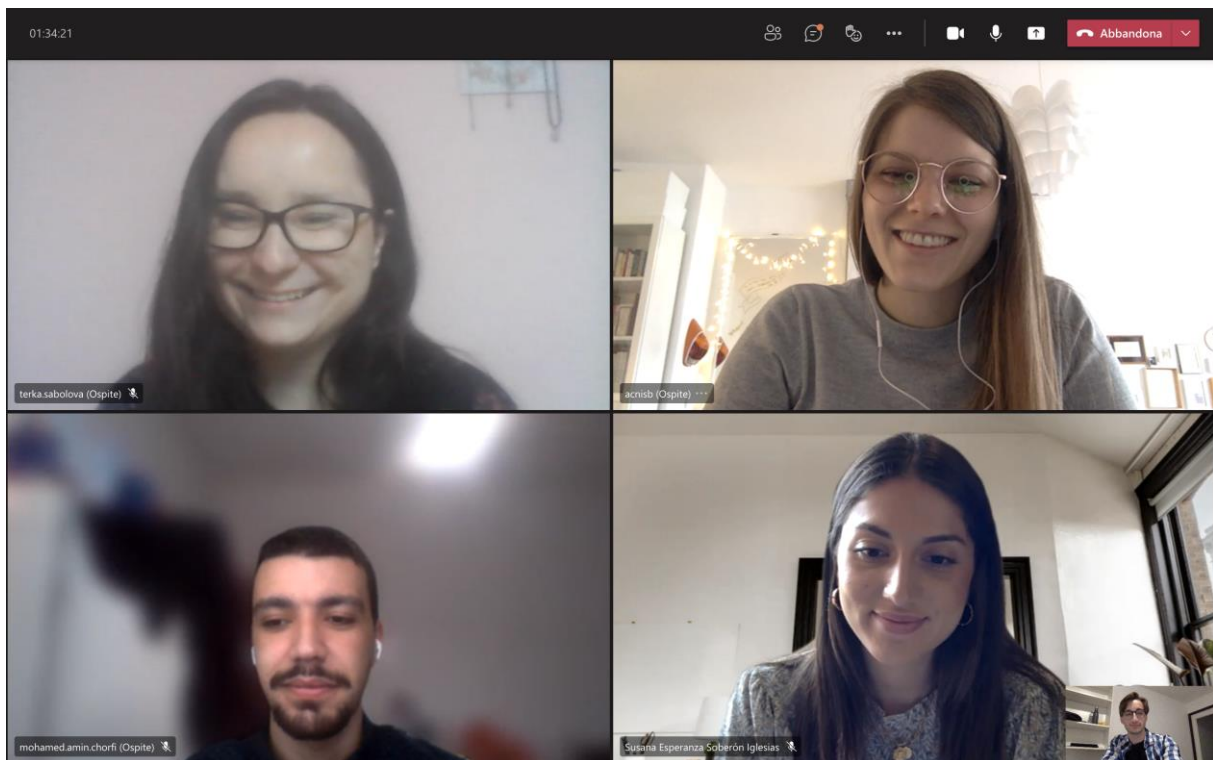 01:34:21
Abbandona
terka.sabolova (Ospite)
acnisb (Ospite) ···
mohamed.amin.chorfi (Ospite)
Susana Esperanza Soberón Iglesias